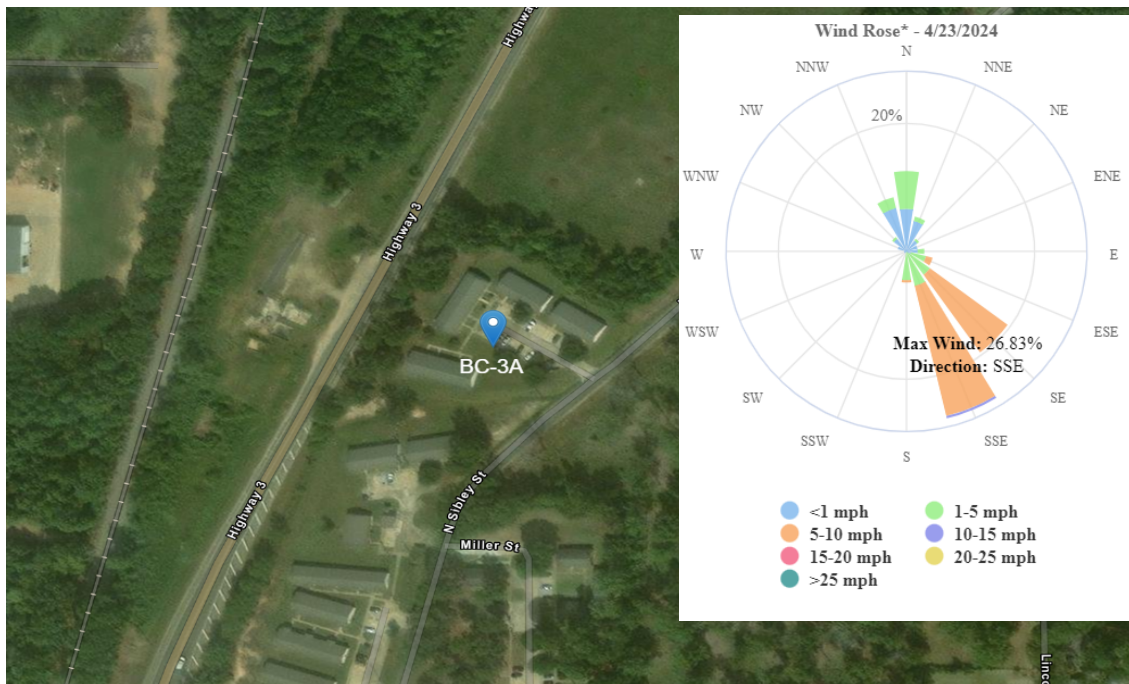 Highway
Highway 3
BC-3A
N Sibley St
Highway 3
Miller St
Wind Rose* - 4/23/2024
N
NNW
NNE
NW
NE
20%
WNW
ENE
W
E
WSW
ESE
Max Wind: 26.83%
Direction: SSE
SW
SE
SSW
SSE
S
<1 mph
1-5 mph
5-10 mph
10-15 mph
15-20 mph
20-25 mph
>25 mph
Linco